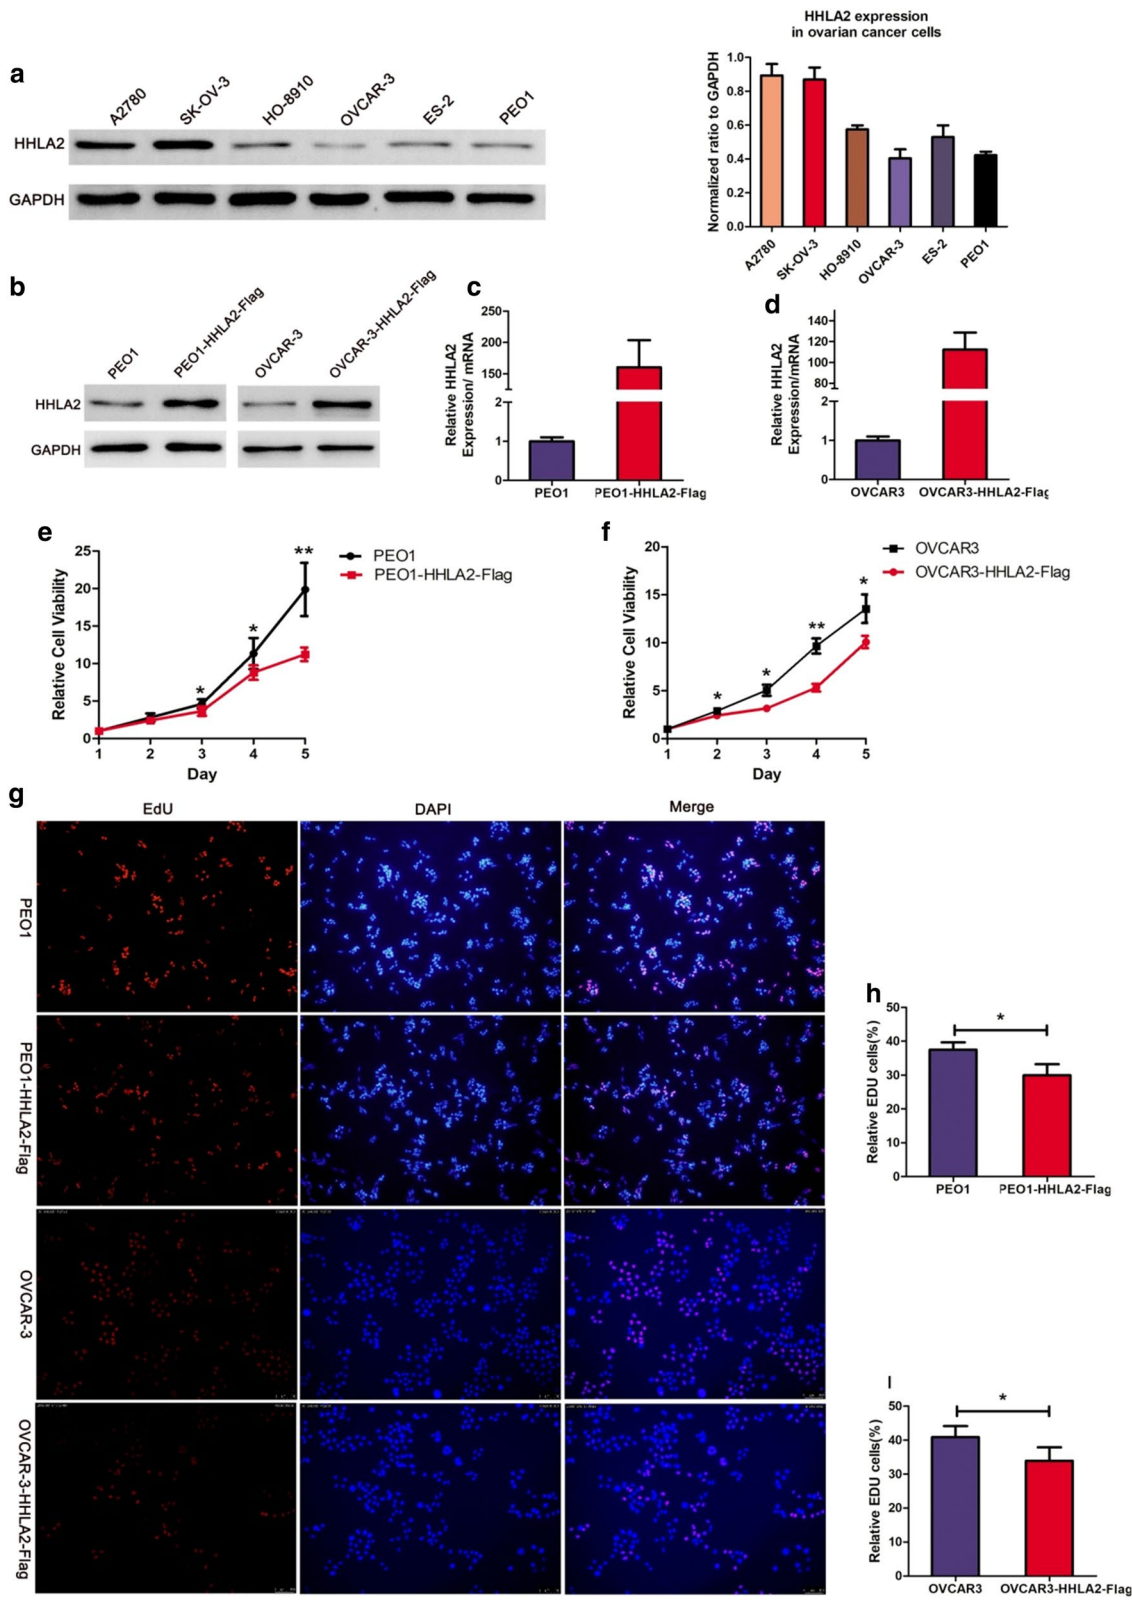 a
A2780
SK-OV-3
HO-8910
OVCAR-3
ES-2
PEO1
HHLA2
GAPDH
HHLA2 expression
in ovarian cancer cells
Normalized ratio to GAPDH
1.0
0.8
0.6
0.4
0.2
0.0
A2780
SK-OV-3
HO-8910
OVCAR-3
ES-2
PEO1
b
PEO1
PEO1-HHLA2-Flag
OVCAR-3
OVCAR-3-HHLA2-Flag
HHLA2
GAPDH
c
Relative HHLA2
Expression/ mRNA
250
200
150
2
1
0
PEO1
PEO1-HHLA2-Flag
d
Relative HHLA2
Expression/mRNA
140
120
100
80
2
1
0
OVCAR3
OVCAR3-HHLA2-Flag
e
Relative Cell Viability
25
20
15
10
5
0
1
2
3
4
5
Day
*
*
**
PEO1
PEO1-HHLA2-Flag
f
Relative Cell Viability
20
15
10
5
0
1
2
3
4
5
Day
*
*
**
*
OVCAR3
OVCAR3-HHLA2-Flag
g
EdU
DAPI
Merge
PEO1
PEO1-HHLA2-Flag
OVCAR-3
OVCAR-3-HHLA2-Flag
h
Relative EDU cells(%)
50
40
30
20
10
0
*
PEO1
PEO1-HHLA2-Flag
I
Relative EDU cells(%)
50
40
30
20
10
0
*
OVCAR3
OVCAR3-HHLA2-Flag